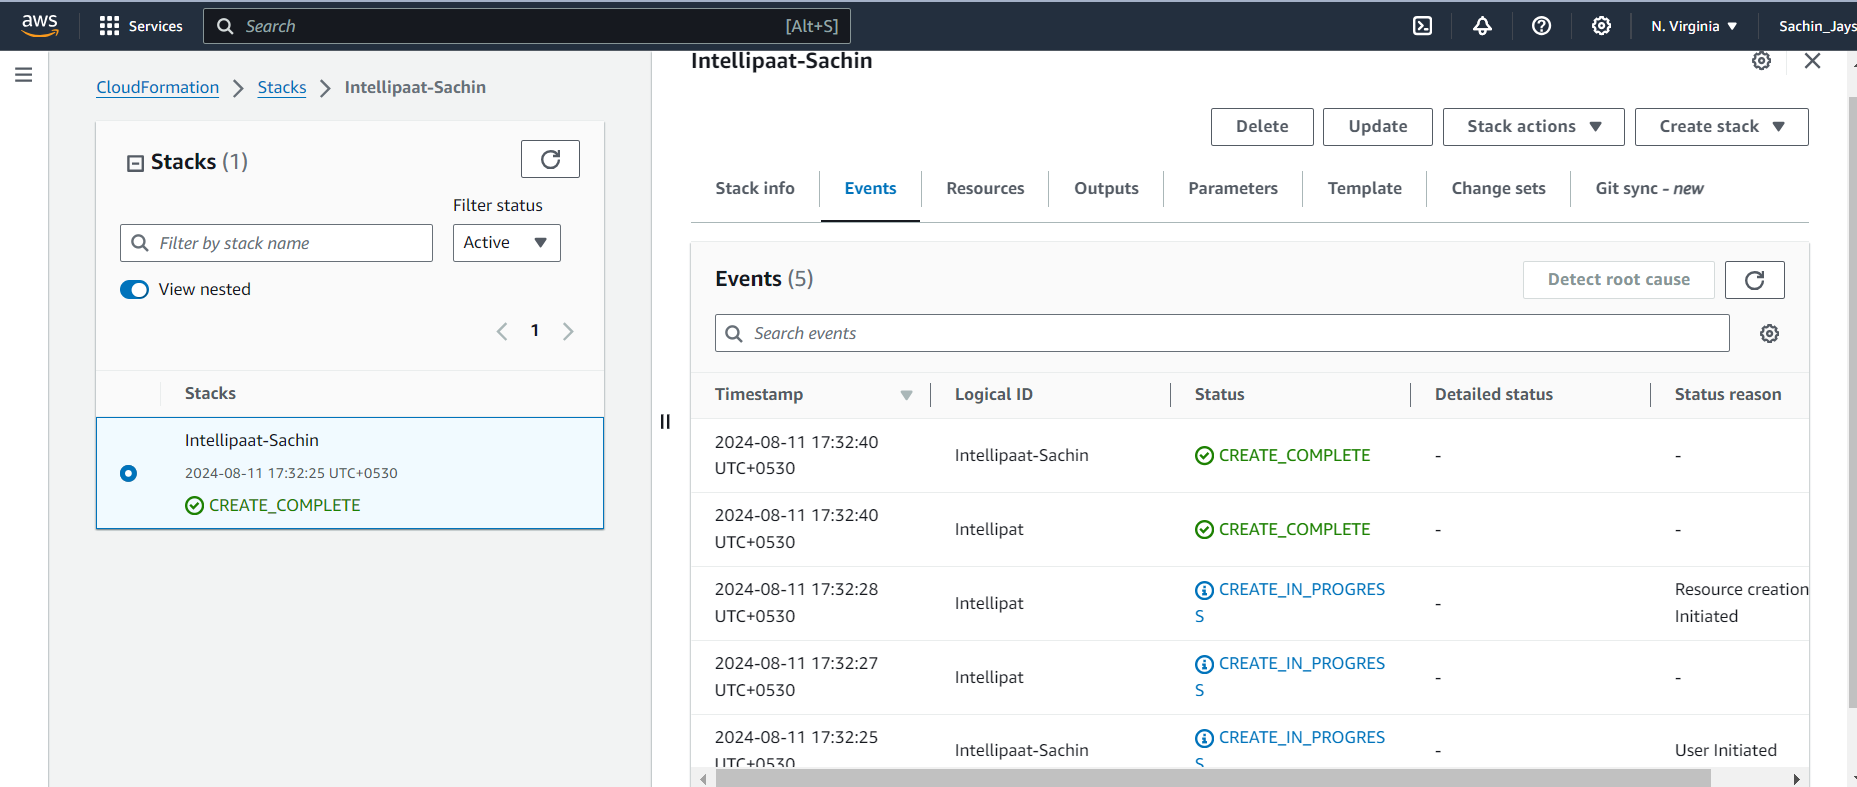 aws Services Search [Alt+S] N. Virginia Sachin_Jays
CloudFormation Stacks Intellipaat-Sachin
Stacks (1)
Filter status
Filter by stack name Active
View nested
1
Stacks
Intellipaat-Sachin
2024-08-11 17:32:25 UTC+0530
CREATE_COMPLETE
Intellipaat-Sachin
Delete Update Stack actions Create stack
Stack info Events Resources Outputs Parameters Template Change sets Git sync - new
Events (5) Detect root cause
Search events
Timestamp Logical ID Status Detailed status Status reason
2024-08-11 17:32:40
UTC+0530 Intellipaat-Sachin CREATE_COMPLETE - -
2024-08-11 17:32:40
UTC+0530 Intellipat CREATE_COMPLETE - -
2024-08-11 17:32:28 CREATE_IN_PROGRES Resource creation
UTC+0530 Intellipat S - Initiated
2024-08-11 17:32:27 CREATE_IN_PROGRES
UTC+0530 Intellipat S - -
2024-08-11 17:32:25 CREATE_IN_PROGRES
UTC+0530 Intellipaat-Sachin S - User Initiated